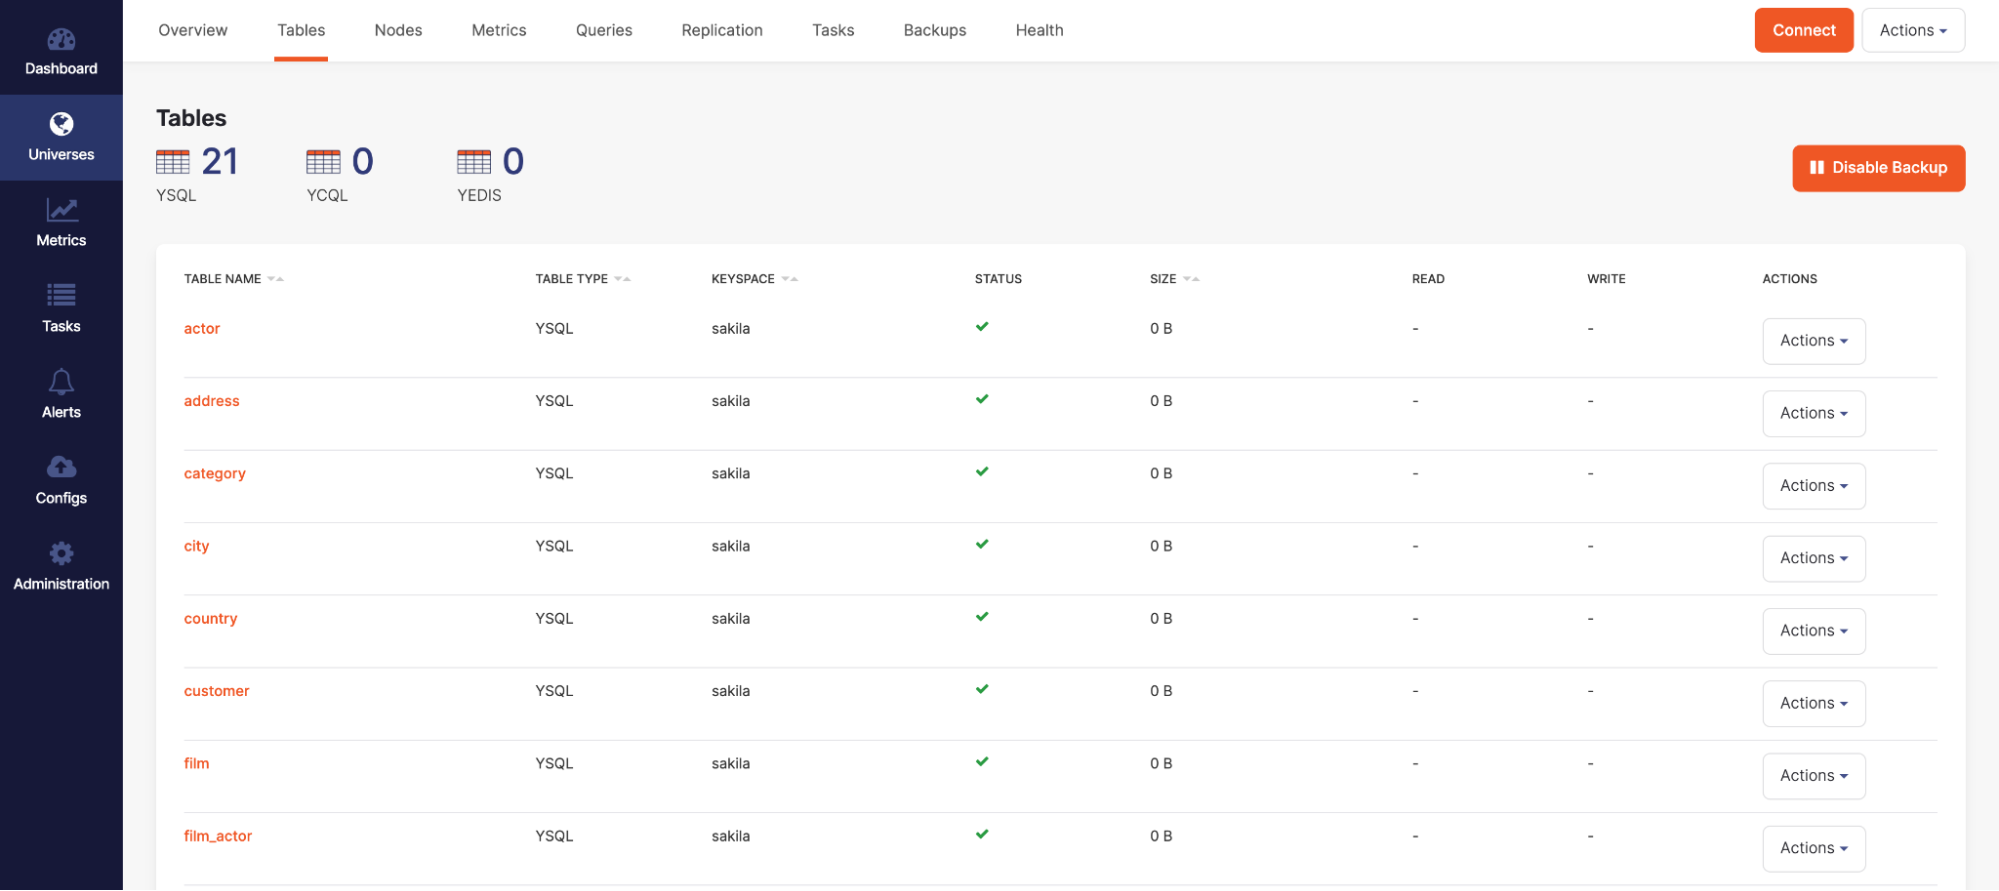 Overview Tables Nodes Metrics Queries Replication Tasks Backups Health Connect Actions
Dashboard
Universes
Metrics
Tasks
Alerts
Configs
Administration
Tables
21 0 0
YSQL YCQL YEDIS
Disable Backup
TABLE NAME TABLE TYPE KEYSPACE STATUS SIZE READ WRITE ACTIONS
actor YSQL sakila 0 B - - Actions
address YSQL sakila 0 B - - Actions
category YSQL sakila 0 B - - Actions
city YSQL sakila 0 B - - Actions
country YSQL sakila 0 B - - Actions
customer YSQL sakila 0 B - - Actions
film YSQL sakila 0 B - - Actions
film_actor YSQL sakila 0 B - - Actions